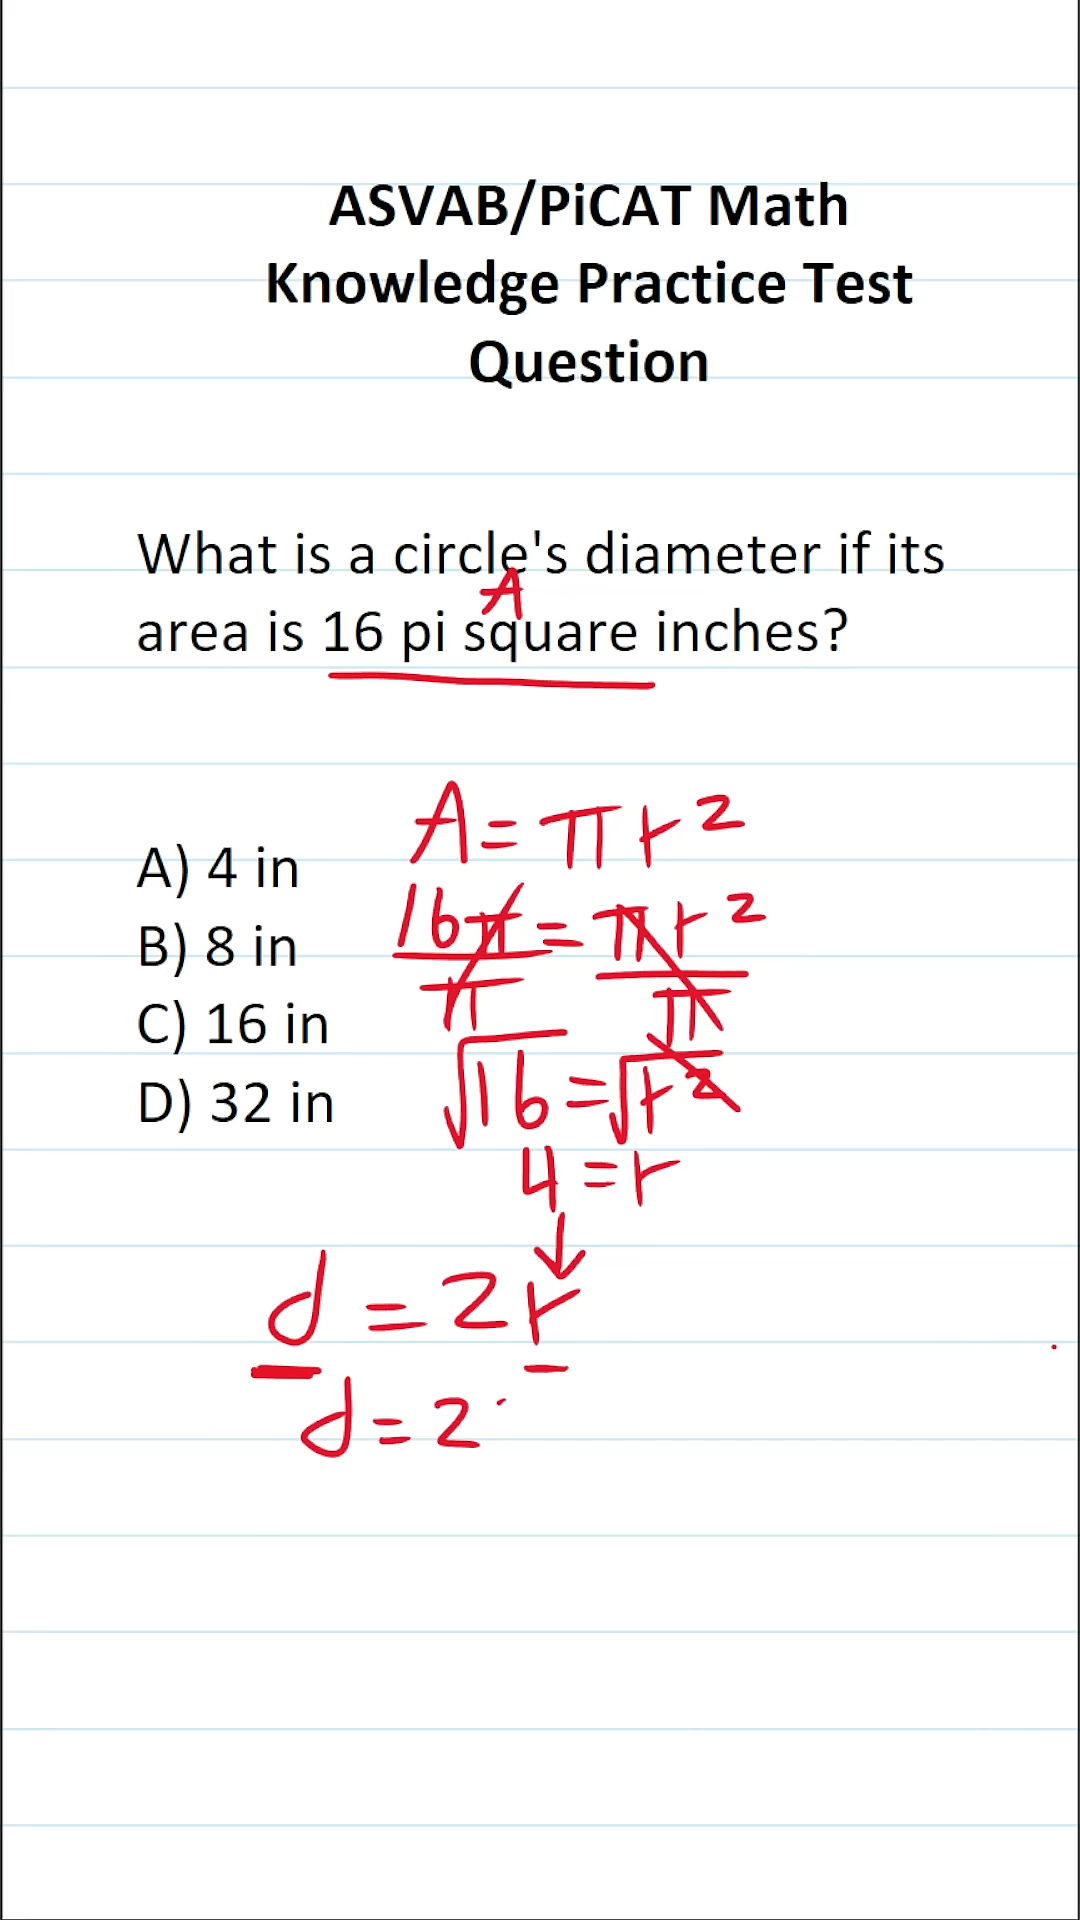 ASVAB/PiCAT Math
Knowledge Practice Test
Question
What is a circle's diameter if its
A
area is 16 pi square inches?
A = πr²
A) 4 in
16π/π = πr²/π
B) 8 in
C) 16 in
√16 = √r²
D) 32 in
4 = r
d = 2r
d = 2·